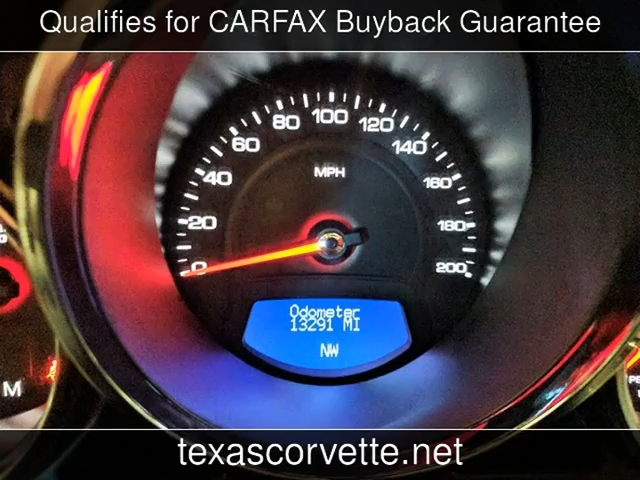 Qualifies for CARFAX Buyback Guarantee
100
80 120
60 140
40 160
MPH
20 180
0 200
Odometer
13291 MI
NW
M
texascorvette.net